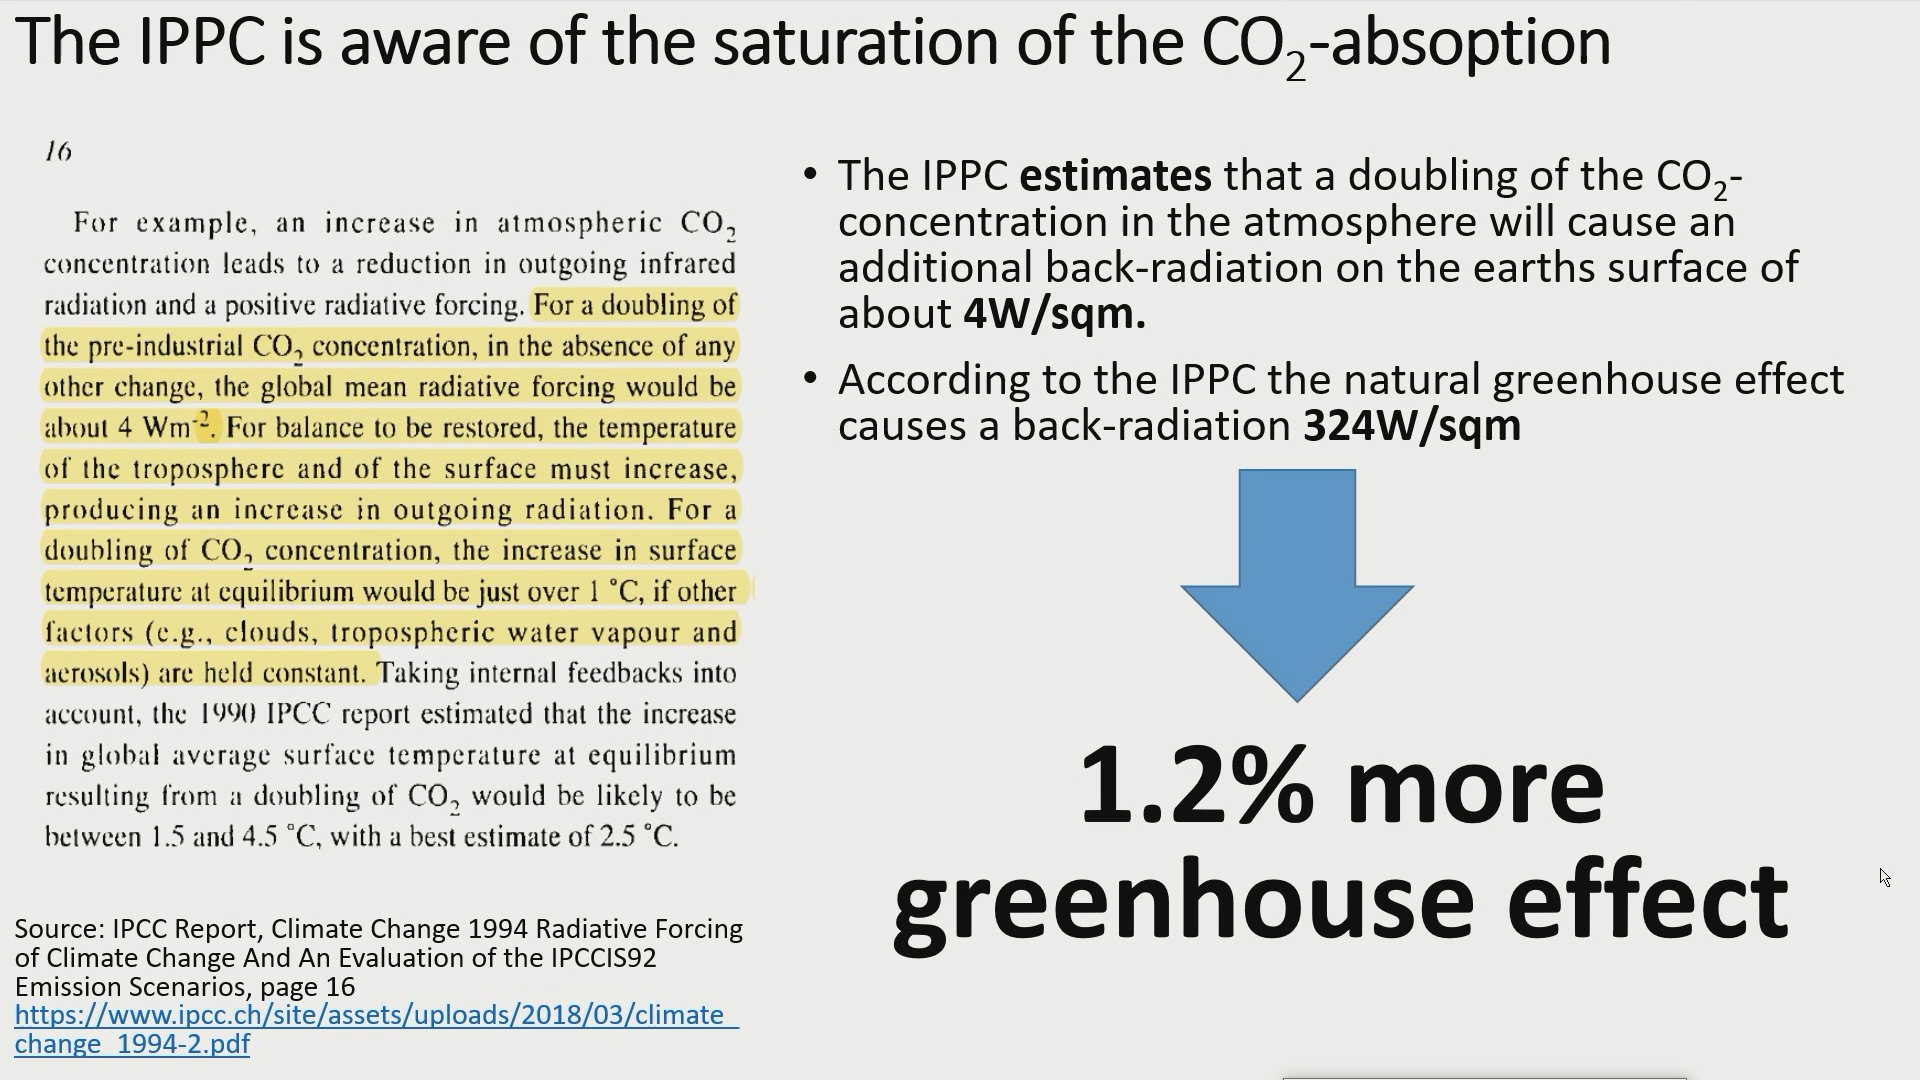 The IPPC is aware of the saturation of the CO₂-absoption
16
For example, an increase in atmospheric CO₂
concentration leads to a reduction in outgoing infrared
radiation and a positive radiative forcing. For a doubling of
the pre-industrial CO₂ concentration, in the absence of any
other change, the global mean radiative forcing would be
about 4 Wm⁻². For balance to be restored, the temperature
of the troposphere and of the surface must increase,
producing an increase in outgoing radiation. For a
doubling of CO₂ concentration, the increase in surface
temperature at equilibrium would be just over 1 °C, if other
factors (e.g., clouds, tropospheric water vapour and
aerosols) are held constant. Taking internal feedbacks into
account, the 1990 IPCC report estimated that the increase
in global average surface temperature at equilibrium
resulting from a doubling of CO₂ would be likely to be
between 1.5 and 4.5 °C, with a best estimate of 2.5 °C.
Source: IPCC Report, Climate Change 1994 Radiative Forcing
of Climate Change And An Evaluation of the IPCCIS92
Emission Scenarios, page 16
https://www.ipcc.ch/site/assets/uploads/2018/03/climate_
change_1994-2.pdf
• The IPPC estimates that a doubling of the CO₂-
concentration in the atmosphere will cause an
additional back-radiation on the earths surface of
about 4W/sqm.
• According to the IPPC the natural greenhouse effect
causes a back-radiation 324W/sqm
1.2% more
greenhouse effect